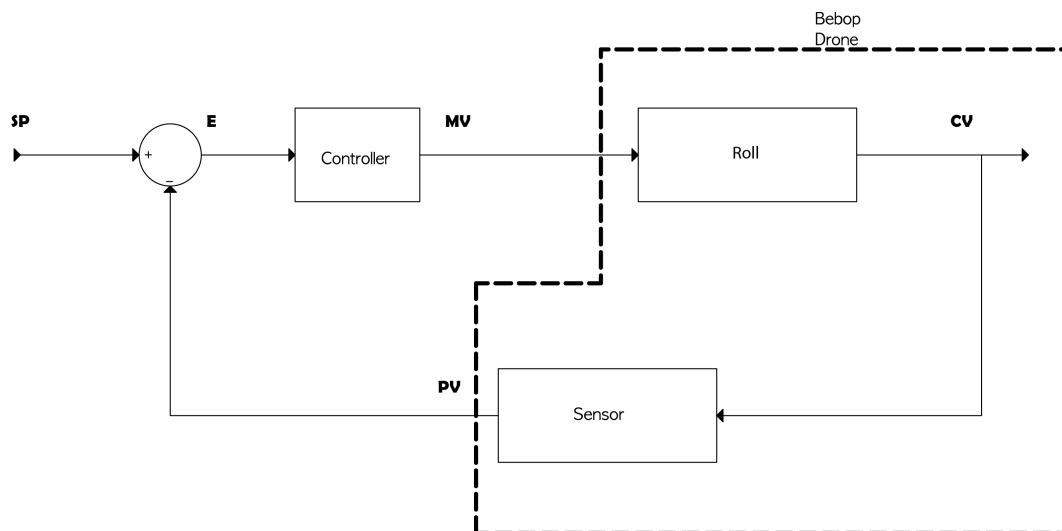 Bebop
Drone
SP
E
MV
CV
+
Controller
Roll
−
PV
Sensor